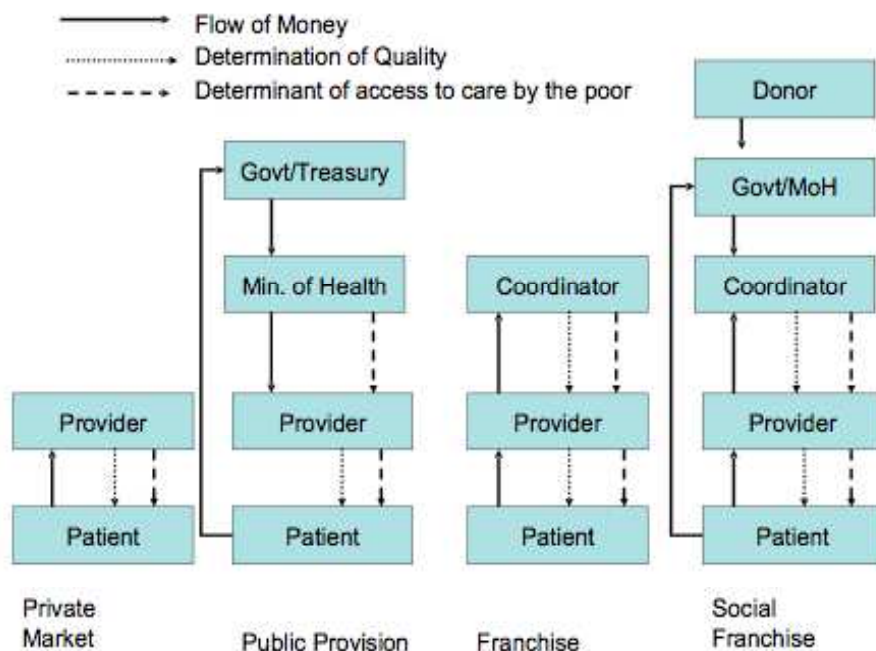 Flow of Money
Determination of Quality
Determinant of access to care by the poor
Donor
Govt/Treasury
Govt/MoH
Min. of Health
Coordinator
Coordinator
Provider
Provider
Provider
Provider
Patient
Patient
Patient
Patient
Private
Market
Public Provision
Franchise
Social
Franchise